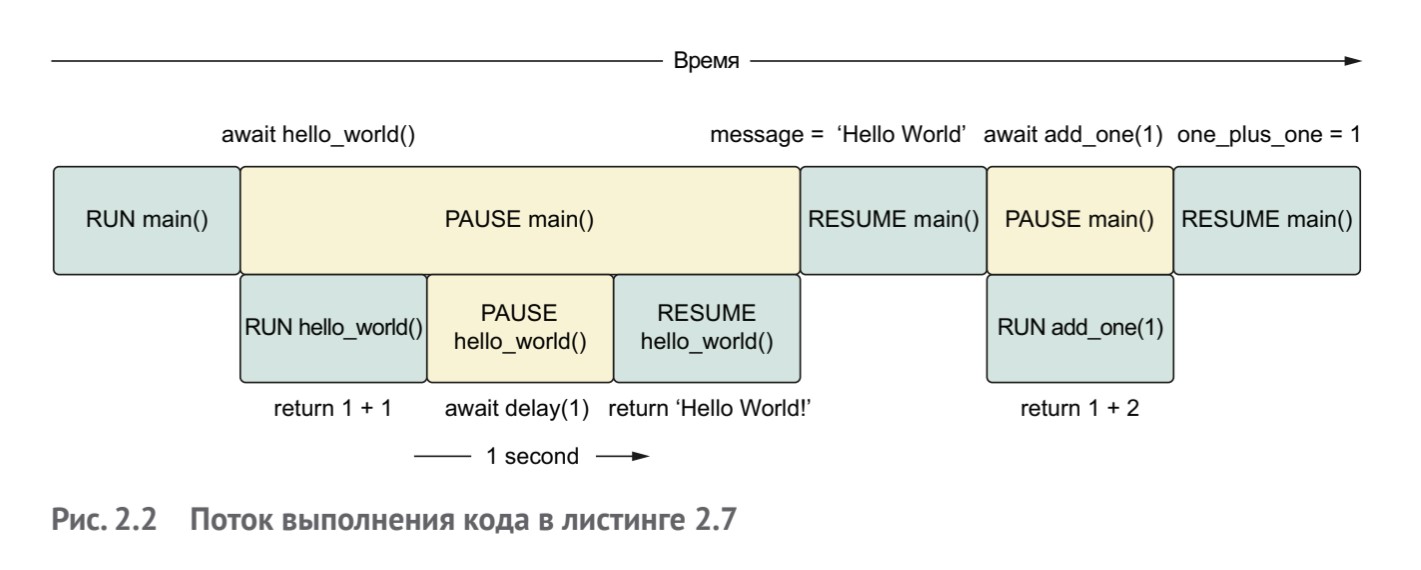 Время
await hello_world()
message = ‘Hello World’
await add_one(1)
one_plus_one = 1
RUN main()
PAUSE main()
RESUME main()
PAUSE main()
RESUME main()
RUN hello_world()
PAUSE
hello_world()
RESUME
hello_world()
RUN add_one(1)
return 1 + 1
await delay(1)
return ‘Hello World!’
return 1 + 2
1 second
Рис. 2.2 Поток выполнения кода в листинге 2.7